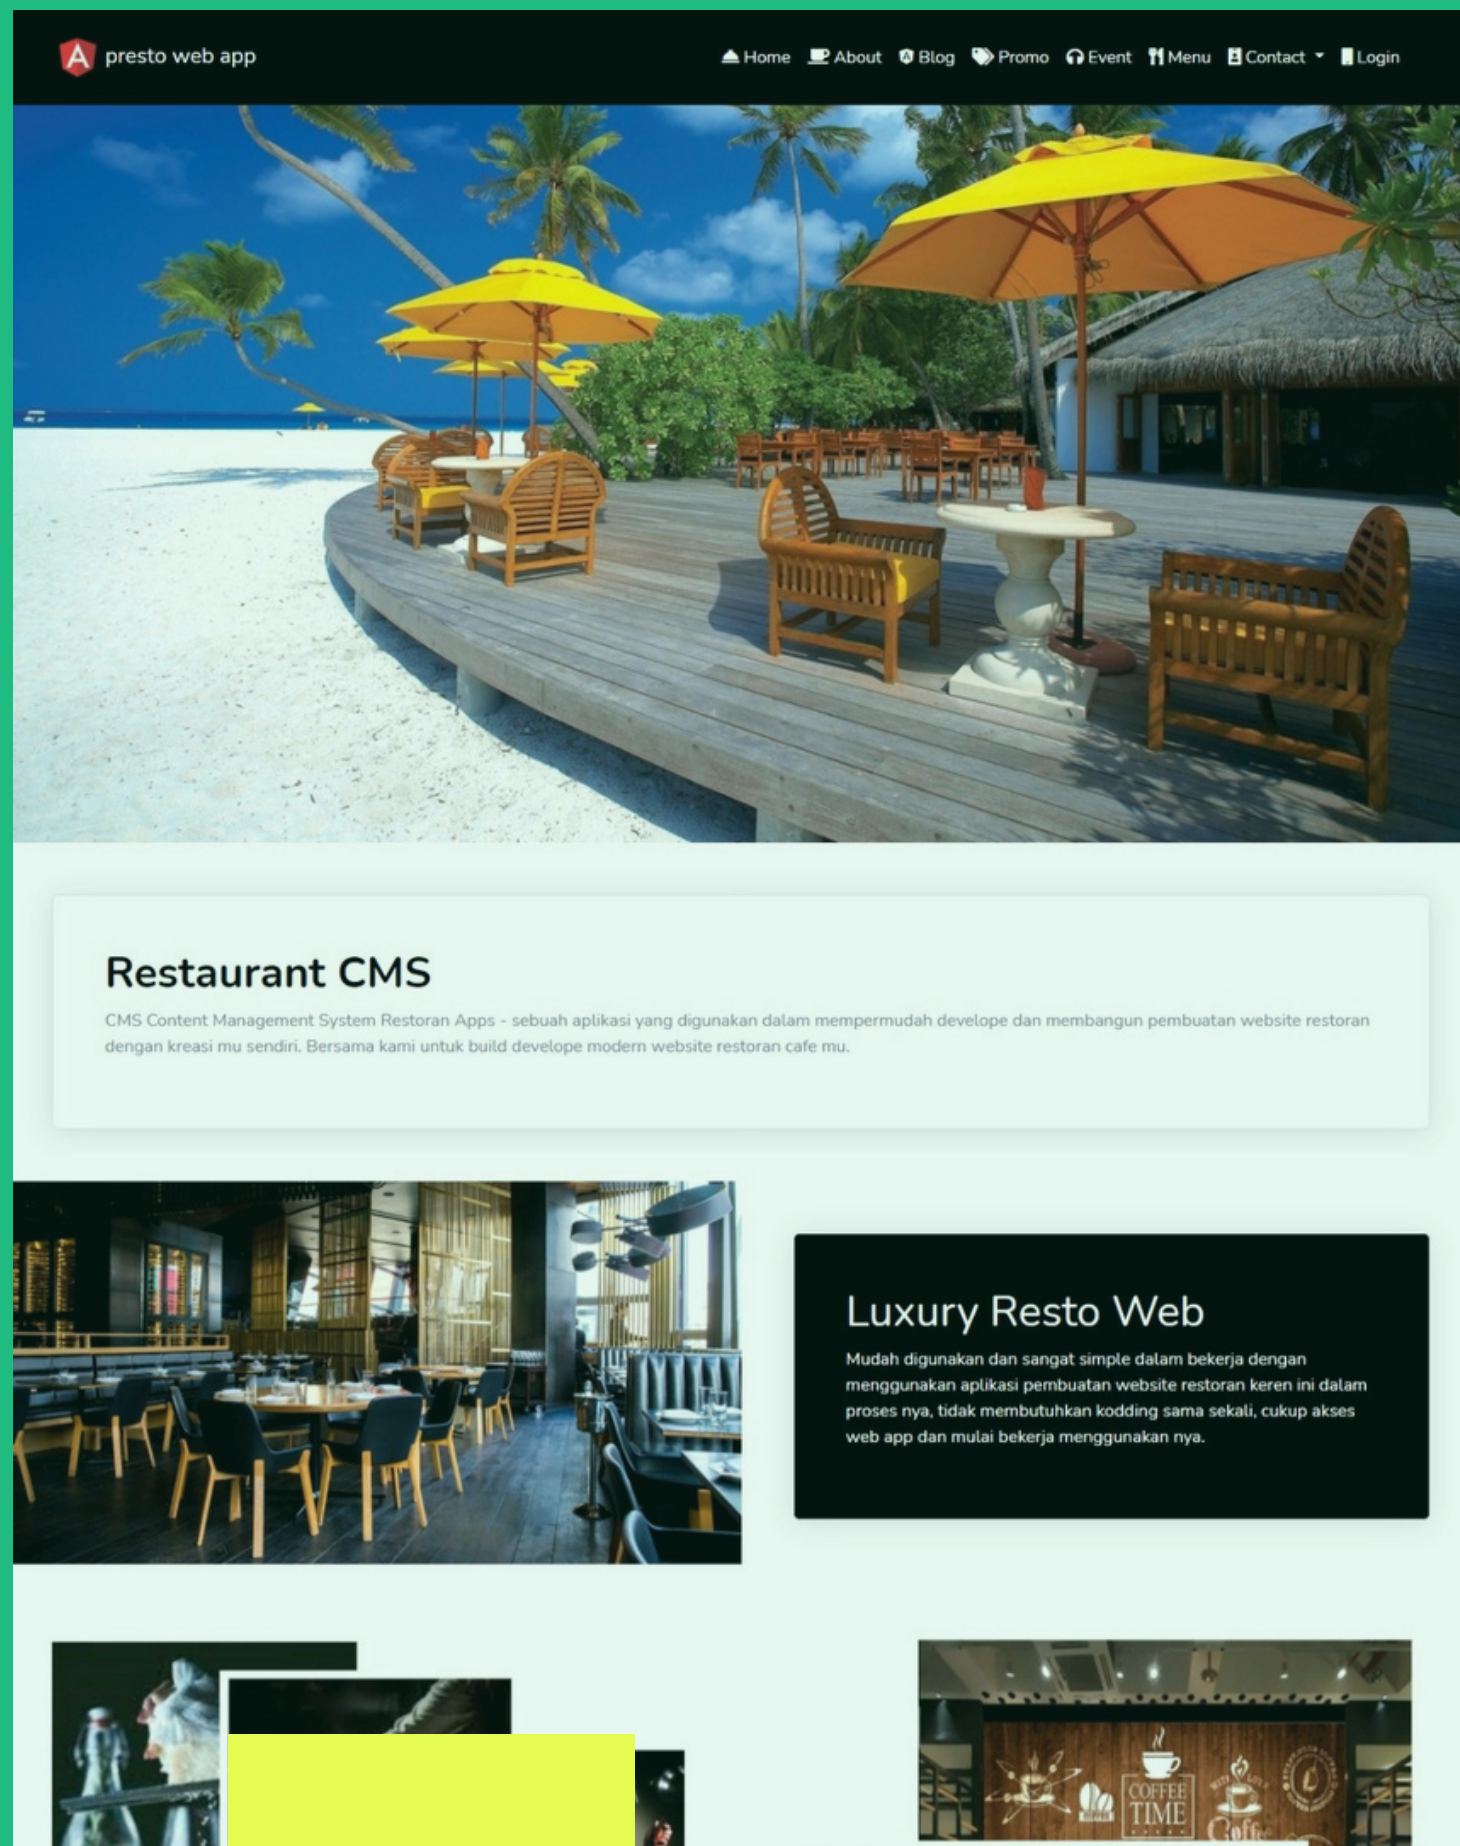 presto web app
Home About Blog Promo Event Menu Contact Login
Restaurant CMS
CMS Content Management System Restoran Apps - sebuah aplikasi yang digunakan dalam mempermudah develope dan membangun pembuatan website restoran
dengan kreasi mu sendiri. Bersama kami untuk build develope modern website restoran cafe mu.
Luxury Resto Web
Mudah digunakan dan sangat simple dalam bekerja dengan
menggunakan aplikasi pembuatan website restoran keren ini dalam
proses nya, tidak membutuhkan kodding sama sekali, cukup akses
web app dan mulai bekerja menggunakan nya.
COFFEE
TIME
Coffee